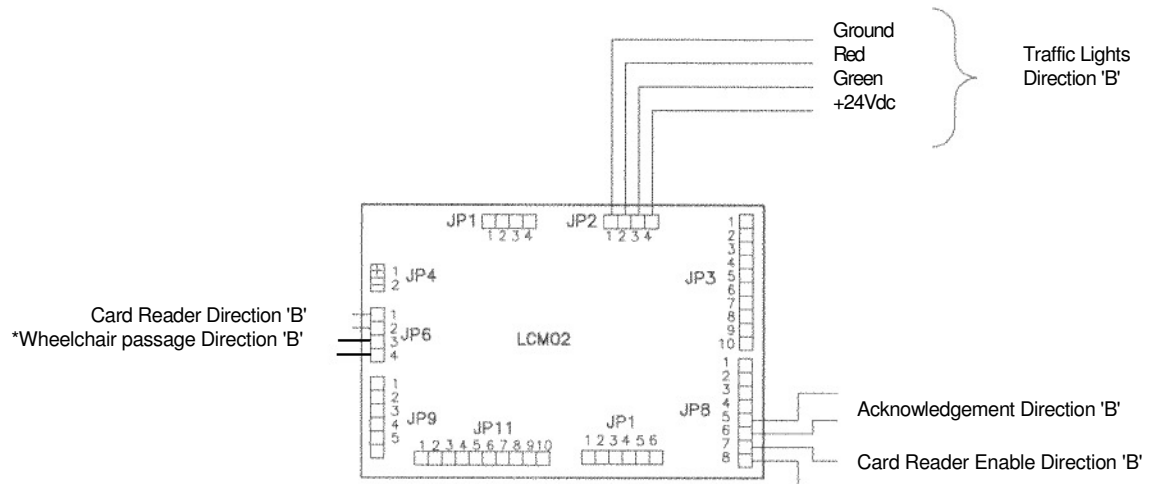 Ground
Red
Green
+24Vdc
Traffic Lights
Direction 'B'
JP1
1 2 3 4
JP2
1 2 3 4
JP3
1
2
3
4
5
6
7
8
9
10
JP4
+
1
2
Card Reader Direction 'B'
*Wheelchair passage Direction 'B'
JP6
1
2
3
4
LCM02
JP9
1
2
3
4
5
JP11
1 2 3 4 5 6 7 8 9 10
JP1
1 2 3 4 5 6
JP8
1
2
3
4
5
6
7
8
Acknowledgement Direction 'B'
Card Reader Enable Direction 'B'